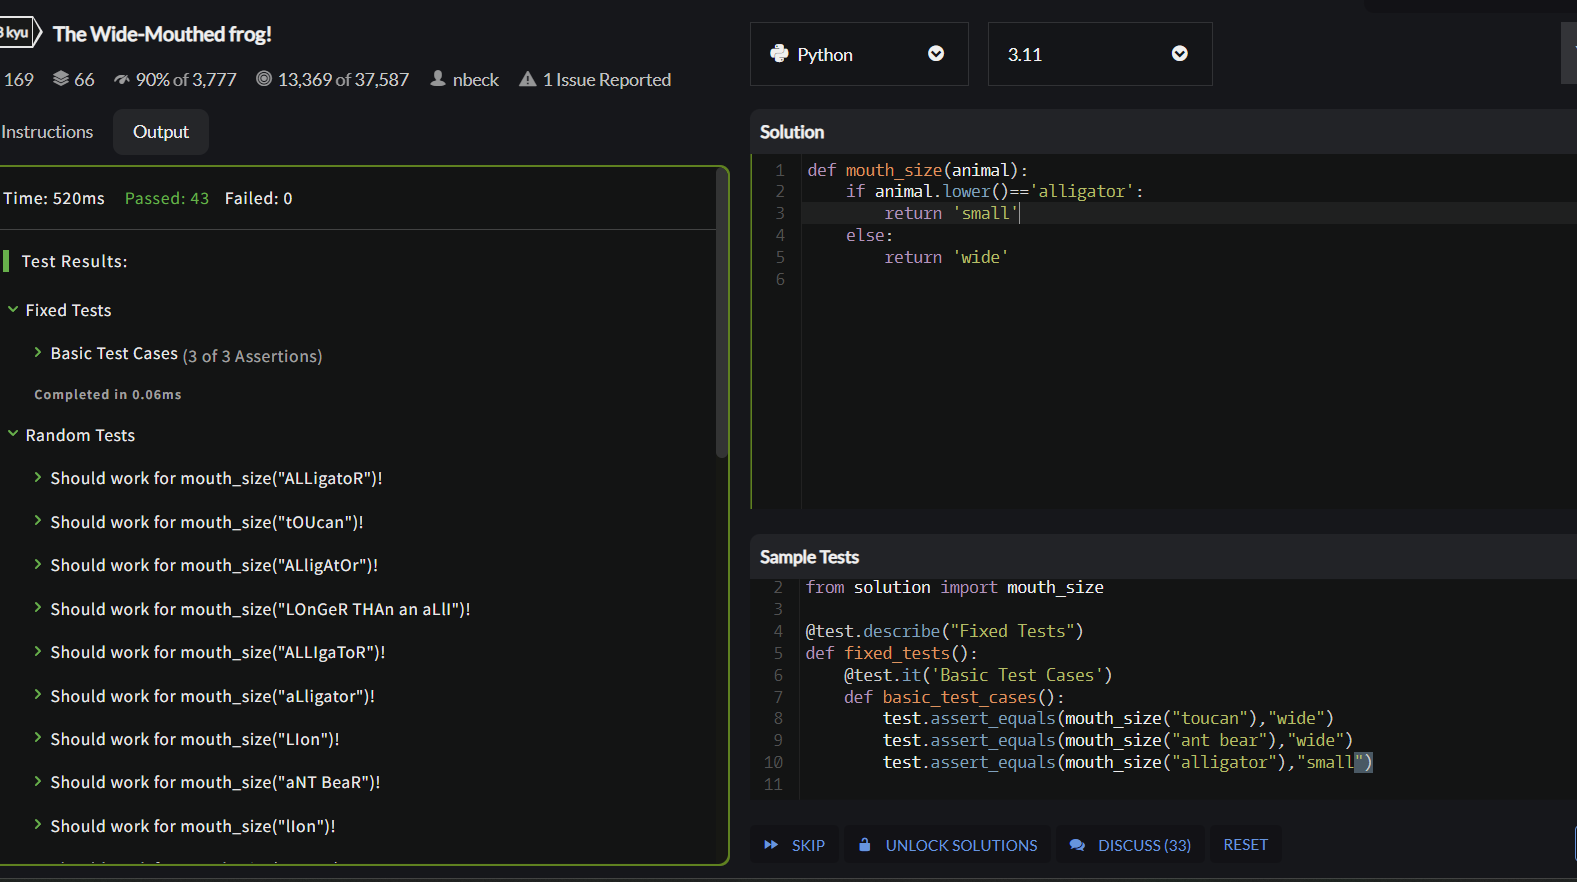 kyu The Wide-Mouthed frog!
169 66 90% of 3,777 13,369 of 37,587 nbeck 1 Issue Reported
Instructions Output
Time: 520ms Passed: 43 Failed: 0
Test Results:
Fixed Tests
Basic Test Cases (3 of 3 Assertions)
Completed in 0.06ms
Random Tests
Should work for mouth_size("ALLigatoR")!
Should work for mouth_size("tOUcan")!
Should work for mouth_size("ALligAtOr")!
Should work for mouth_size("LOnGeR THAn an aLlI")!
Should work for mouth_size("ALLIgaToR")!
Should work for mouth_size("aLligator")!
Should work for mouth_size("LIon")!
Should work for mouth_size("aNT BeaR")!
Should work for mouth_size("lIon")!
Python 3.11
Solution
1 def mouth_size(animal):
2     if animal.lower()=='alligator':
3         return 'small'
4     else:
5         return 'wide'
6
Sample Tests
2 from solution import mouth_size
3
4 @test.describe("Fixed Tests")
5 def fixed_tests():
6     @test.it('Basic Test Cases')
7     def basic_test_cases():
8         test.assert_equals(mouth_size("toucan"),"wide")
9         test.assert_equals(mouth_size("ant bear"),"wide")
10         test.assert_equals(mouth_size("alligator"),"small")
11
SKIP UNLOCK SOLUTIONS DISCUSS (33) RESET